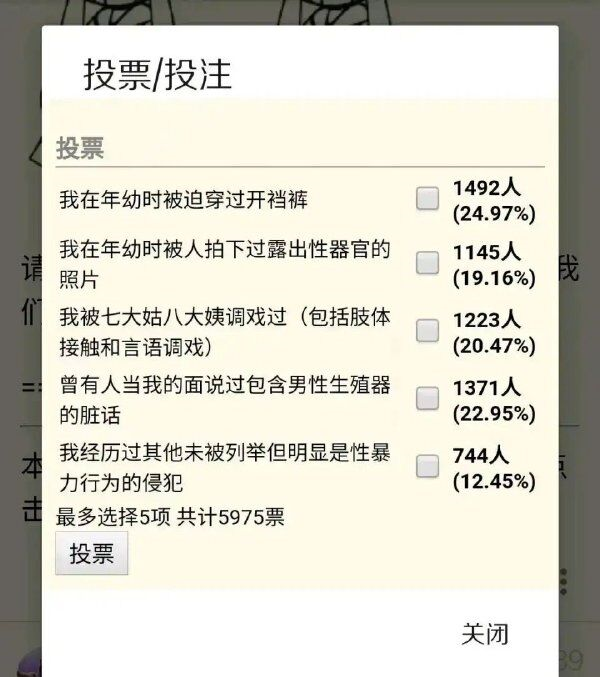 投票/投注
投票
我在年幼时被迫穿过开裆裤
1492人
(24.97%)
我在年幼时被人拍下过露出性器官的
照片
1145人
(19.16%)
我被七大姑八大姨调戏过（包括肢体
接触和言语调戏）
1223人
(20.47%)
曾有人当我的面说过包含男性生殖器
的脏话
1371人
(22.95%)
我经历过其他未被列举但明显是性暴
力行为的侵犯
744人
(12.45%)
最多选择5项 共计5975票
投票
关闭
请
我
们
==
本
点
击
39